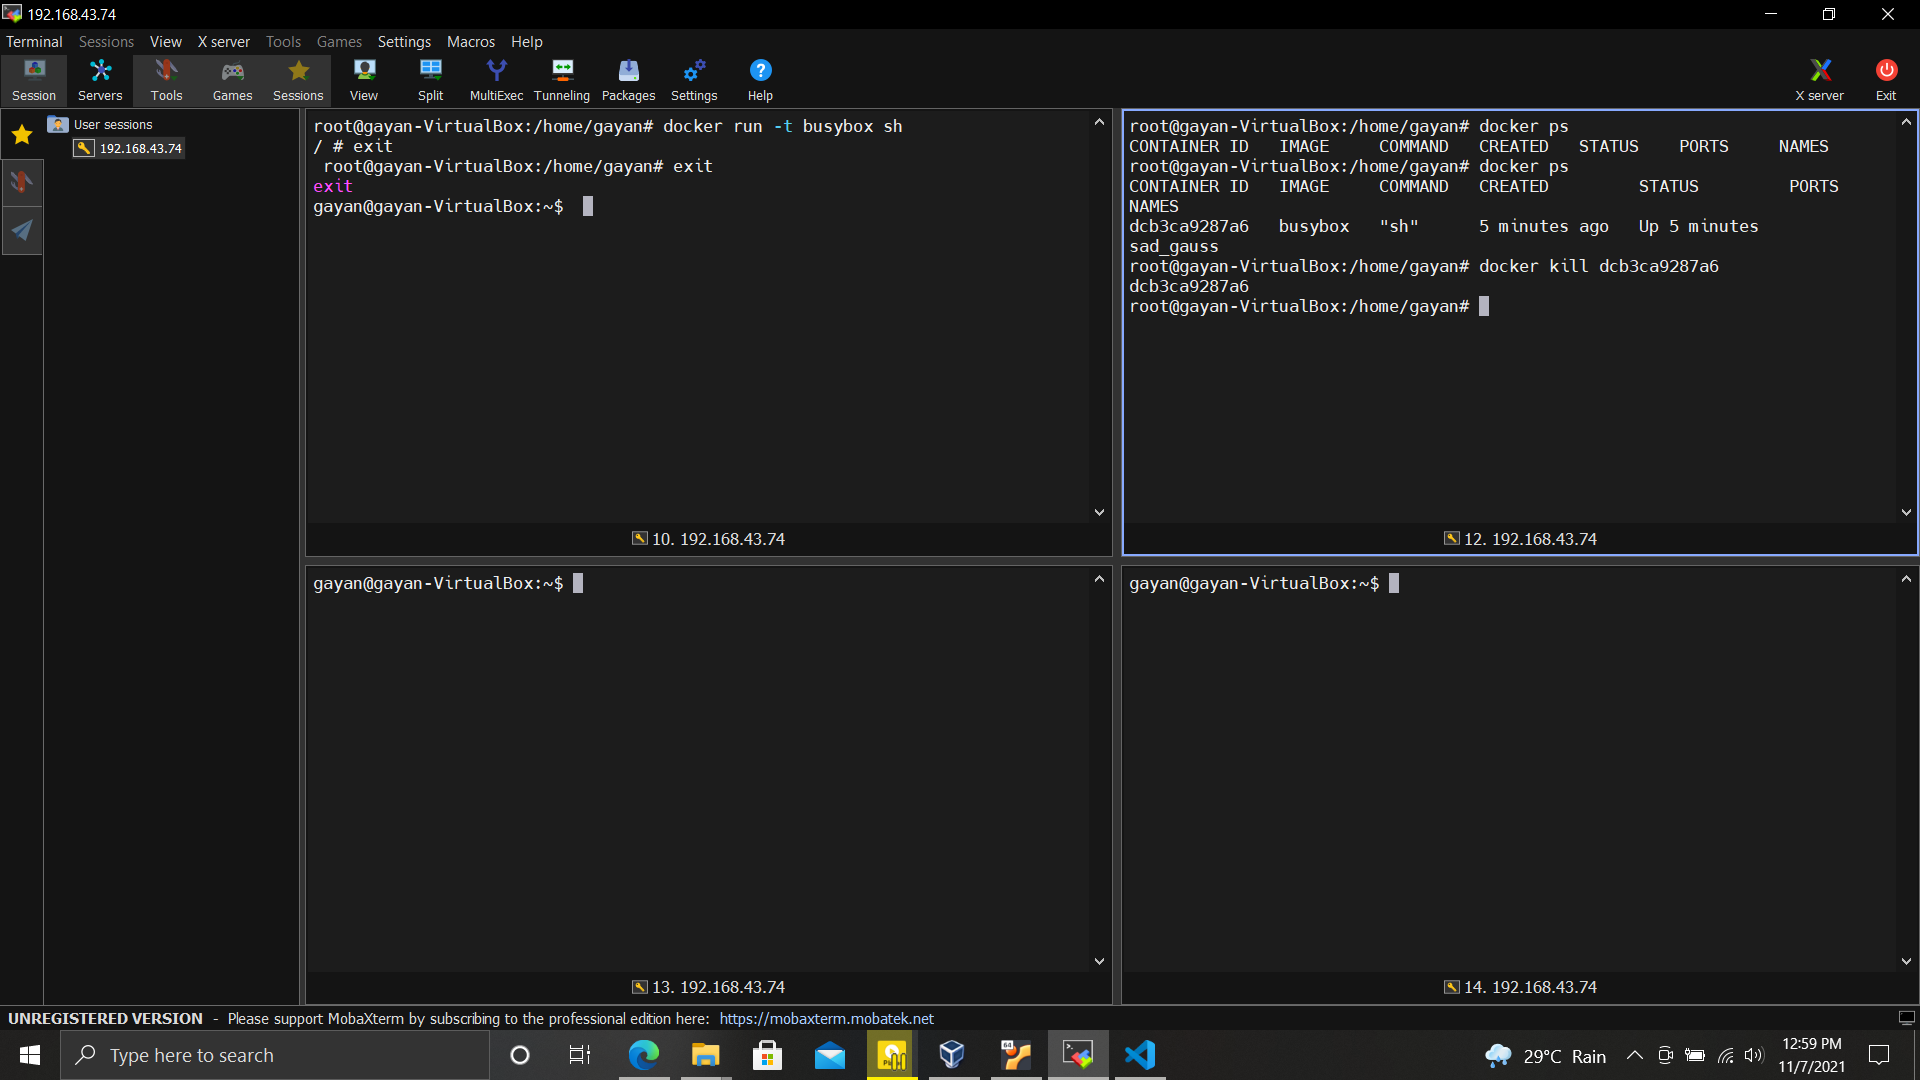 192.168.43.74
Terminal Sessions View X server Tools Games Settings Macros Help
Session Servers Tools Games Sessions View Split MultiExec Tunneling Packages Settings Help X server Exit
User sessions
192.168.43.74
root@gayan-VirtualBox:/home/gayan# docker run -t busybox sh
/ # exit
root@gayan-VirtualBox:/home/gayan# exit
exit
gayan@gayan-VirtualBox:~$
10. 192.168.43.74
root@gayan-VirtualBox:/home/gayan# docker ps
CONTAINER ID IMAGE COMMAND CREATED STATUS PORTS NAMES
root@gayan-VirtualBox:/home/gayan# docker ps
CONTAINER ID IMAGE COMMAND CREATED STATUS PORTS
NAMES
dcb3ca9287a6 busybox "sh" 5 minutes ago Up 5 minutes
sad_gauss
root@gayan-VirtualBox:/home/gayan# docker kill dcb3ca9287a6
dcb3ca9287a6
root@gayan-VirtualBox:/home/gayan#
12. 192.168.43.74
gayan@gayan-VirtualBox:~$
13. 192.168.43.74
gayan@gayan-VirtualBox:~$
14. 192.168.43.74
UNREGISTERED VERSION - Please support MobaXterm by subscribing to the professional edition here: https://mobaxterm.mobatek.net
Type here to search
64
29°C Rain
12:59 PM
11/7/2021